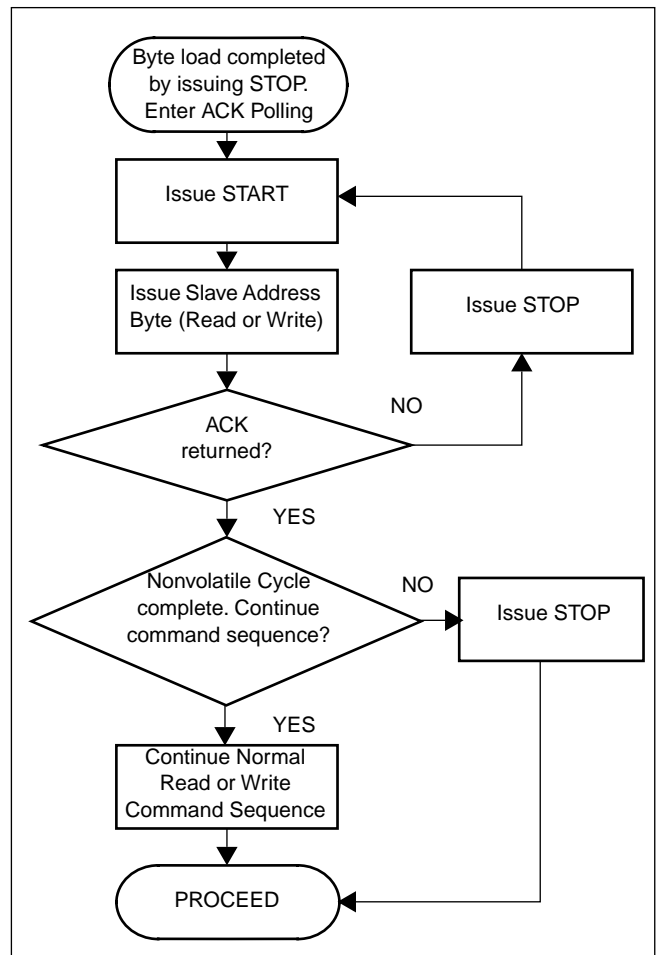 Byte load completed
by issuing STOP.
Enter ACK Polling
Issue START
Issue Slave Address
Byte (Read or Write)
Issue STOP
NO
ACK
returned?
YES
Nonvolatile Cycle
complete. Continue
command sequence?
NO
Issue STOP
YES
Continue Normal
Read or Write
Command Sequence
PROCEED